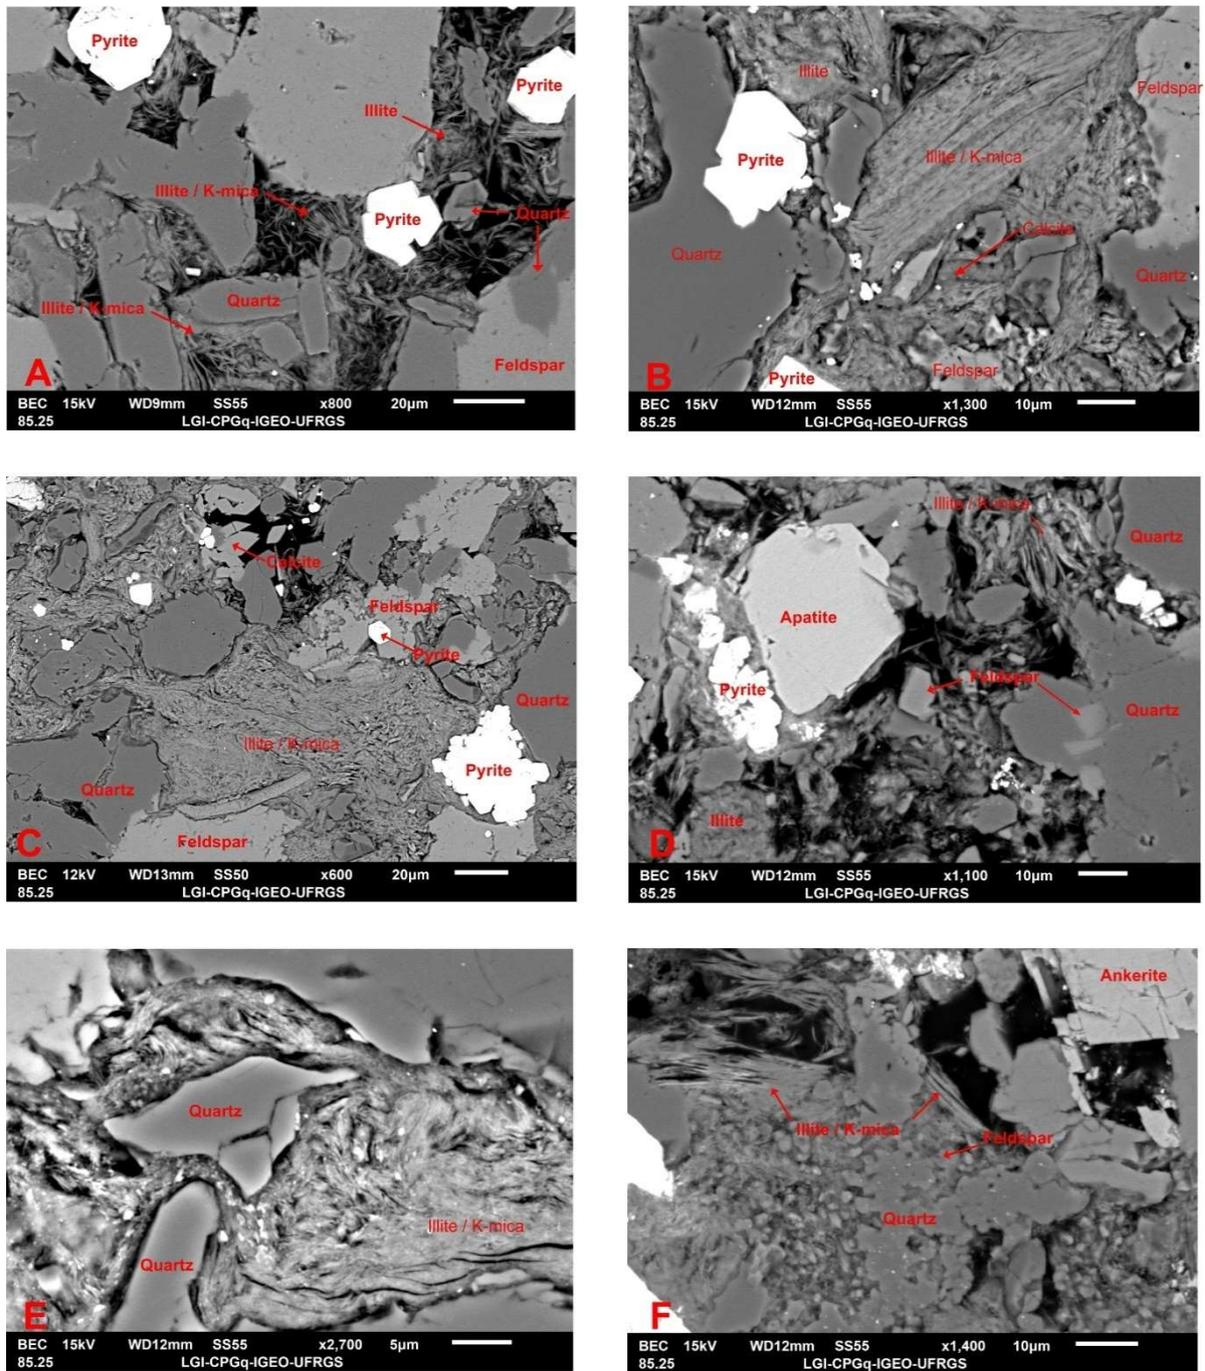 Pyrite
Pyrite
Illite
Illite / K-mica
Pyrite
Quartz
Illite / K-mica
Quartz
Feldspar
A
BEC 15kV WD9mm SS55 x800 20µm
85.25 LGI-CPGq-IGEO-UFRGS
Illite
Feldspar
Pyrite
Illite / K-mica
Calcite
Quartz
Quartz
Pyrite
Feldspar
B
BEC 15kV WD12mm SS55 x1,300 10µm
85.25 LGI-CPGq-IGEO-UFRGS
Calcite
Feldspar
Pyrite
Quartz
Illite / K-mica
Pyrite
Quartz
Feldspar
C
BEC 12kV WD13mm SS50 x600 20µm
85.25 LGI-CPGq-IGEO-UFRGS
Illite / K-mica
Quartz
Apatite
Feldspar
Pyrite
Quartz
Illite
D
BEC 15kV WD12mm SS55 x1,100 10µm
85.25 LGI-CPGq-IGEO-UFRGS
Quartz
Illite / K-mica
Quartz
E
BEC 15kV WD12mm SS55 x2,700 5µm
85.25 LGI-CPGq-IGEO-UFRGS
Ankerite
Illite / K-mica
Feldspar
Quartz
F
BEC 15kV WD12mm SS55 x1,400 10µm
85.25 LGI-CPGq-IGEO-UFRGS